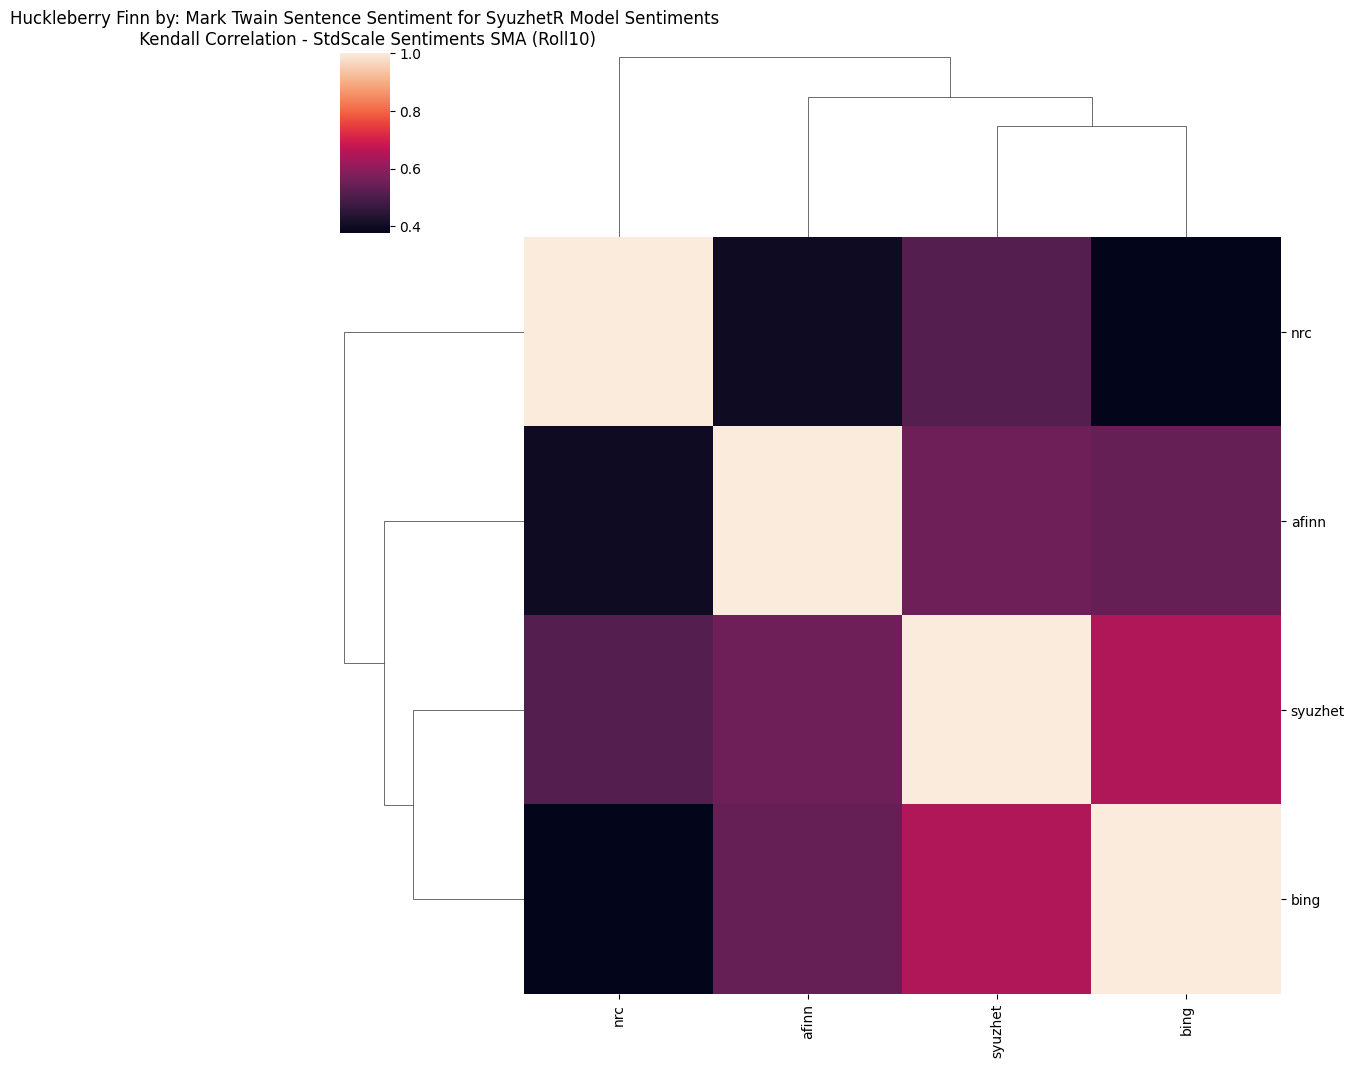 Huckleberry Finn by: Mark Twain Sentence Sentiment for SyuzhetR Model Sentiments
Kendall Correlation - StdScale Sentiments SMA (Roll10)
1.0
0.8
0.6
0.4
nrc
afinn
syuzhet
bing
nrc
afinn
syuzhet
bing